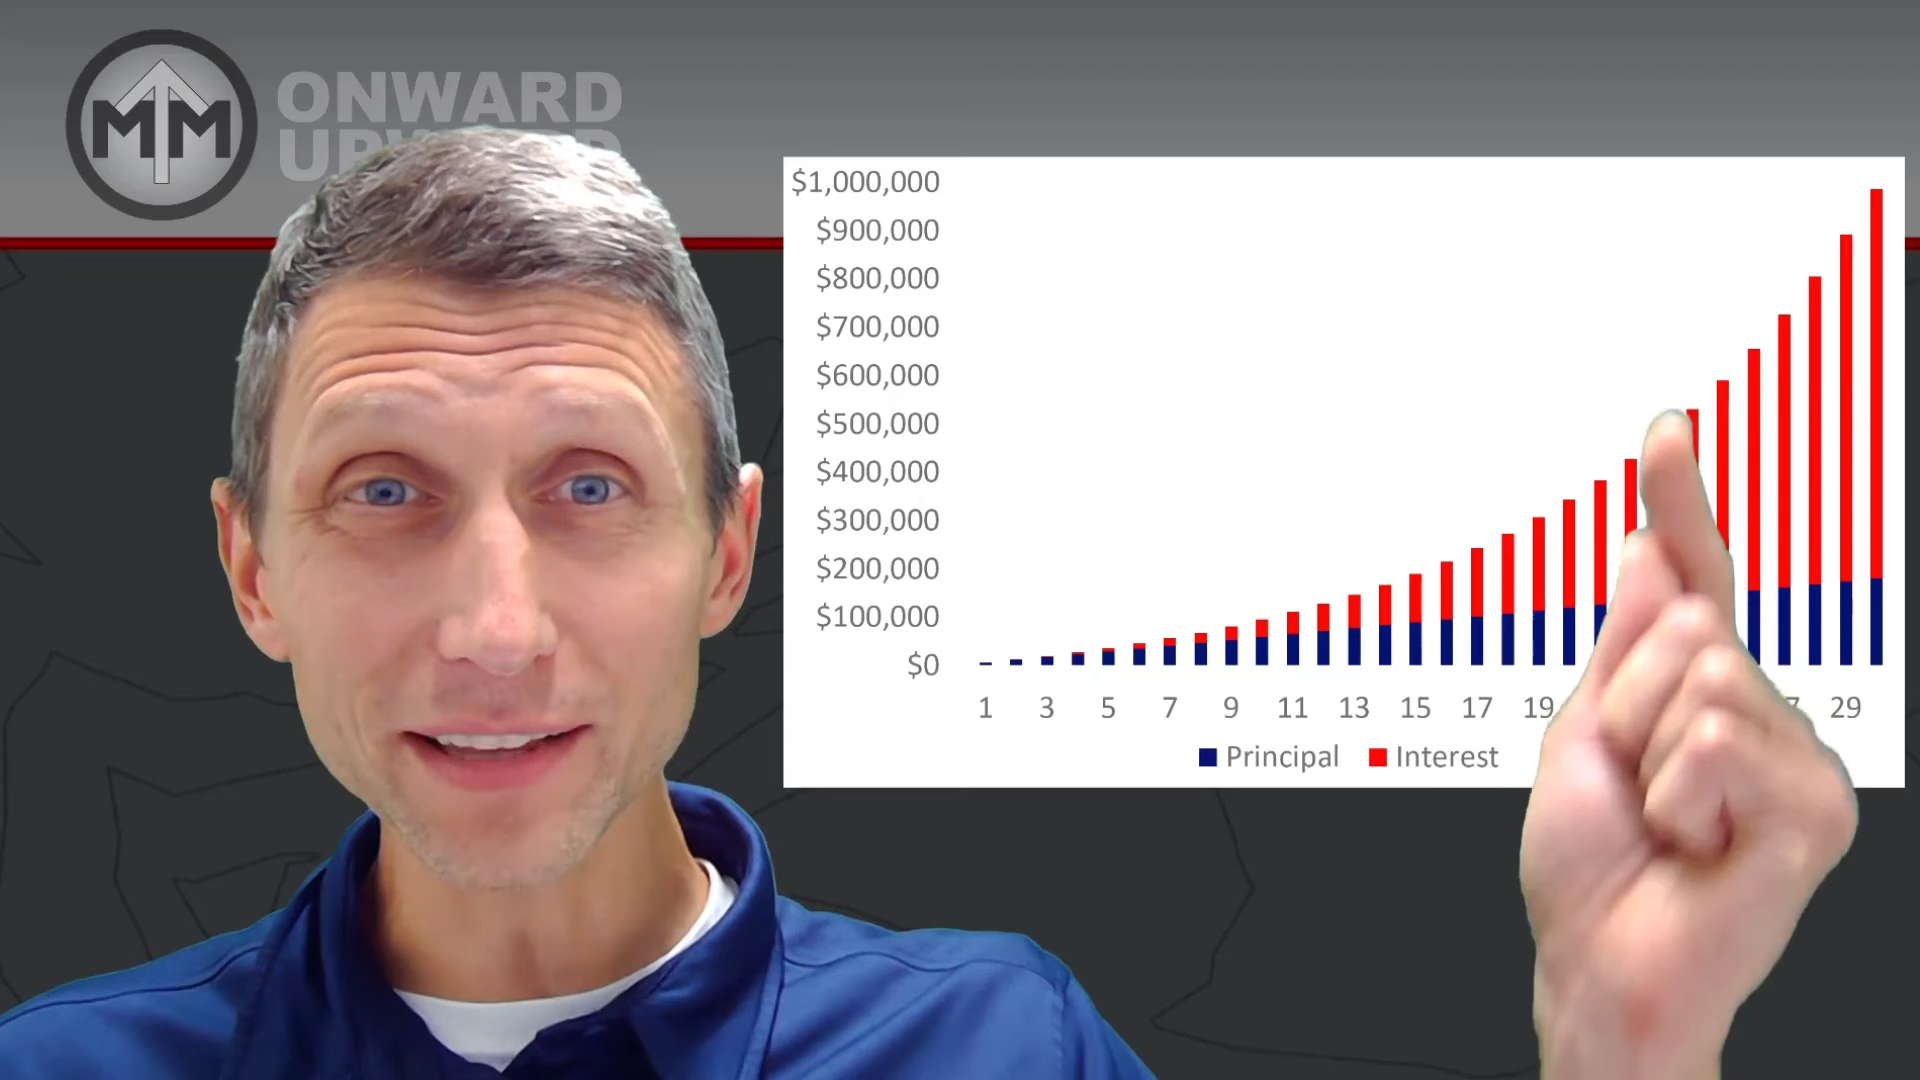 MM
ONWARD
$1,000,000
$900,000
$800,000
$700,000
$600,000
$500,000
$400,000
$300,000
$200,000
$100,000
$0
1 3 5 7 9 11 13 15 17 19 29
Principal Interest